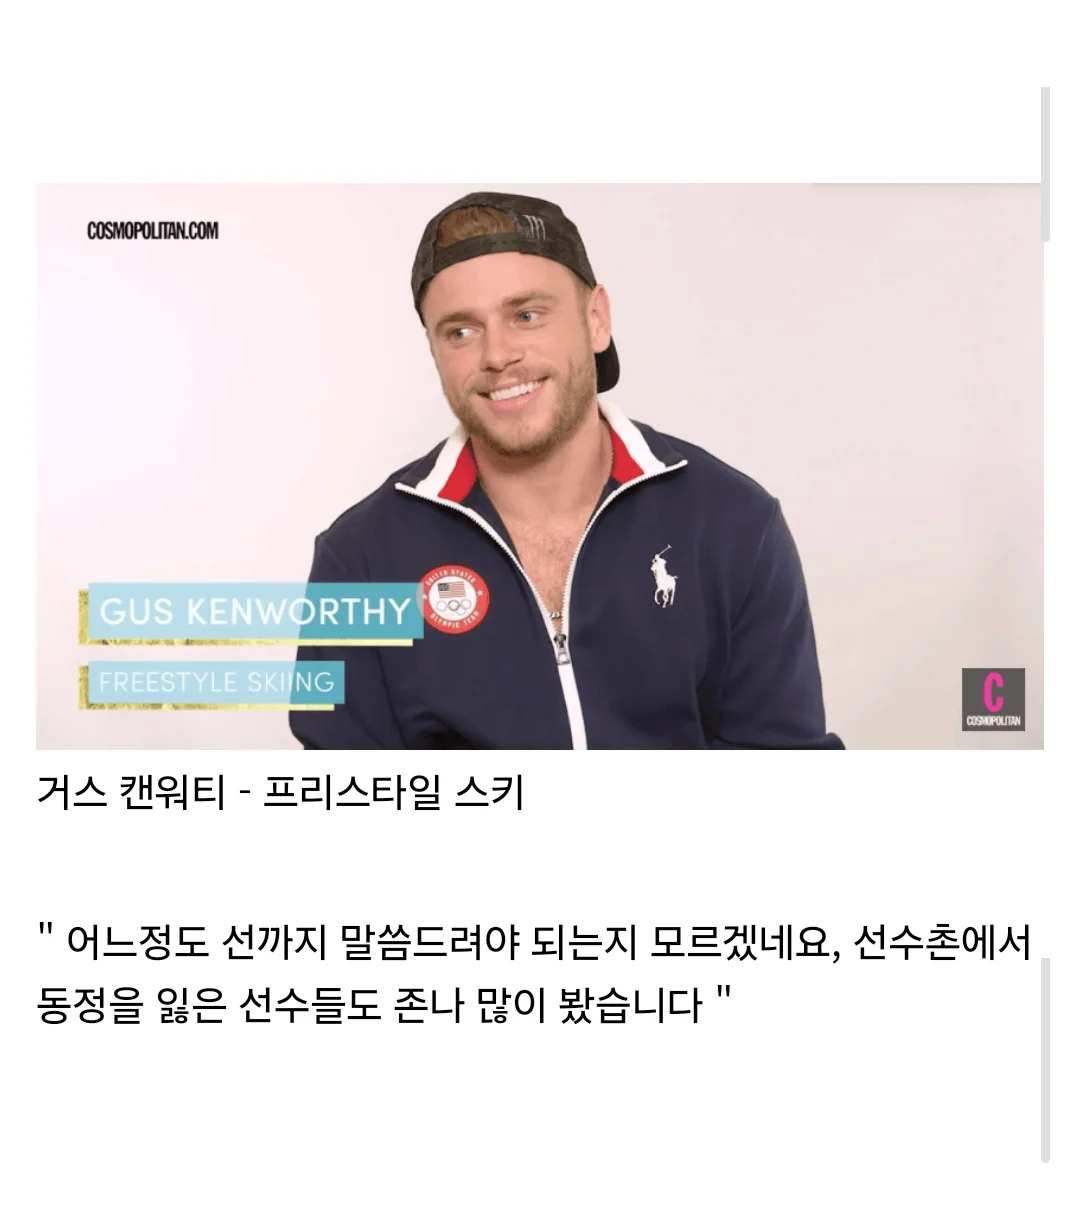 COSMOPOLITAN.COM
UNITED STATES
OLYMPIC TEAM
GUS KENWORTHY
FREESTYLE SKIING
C
COSMOPOLITAN
거스 캔워티 - 프리스타일 스키
" 어느정도 선까지 말씀드려야 되는지 모르겠네요, 선수촌에서
동정을 잃은 선수들도 존나 많이 봤습니다 "